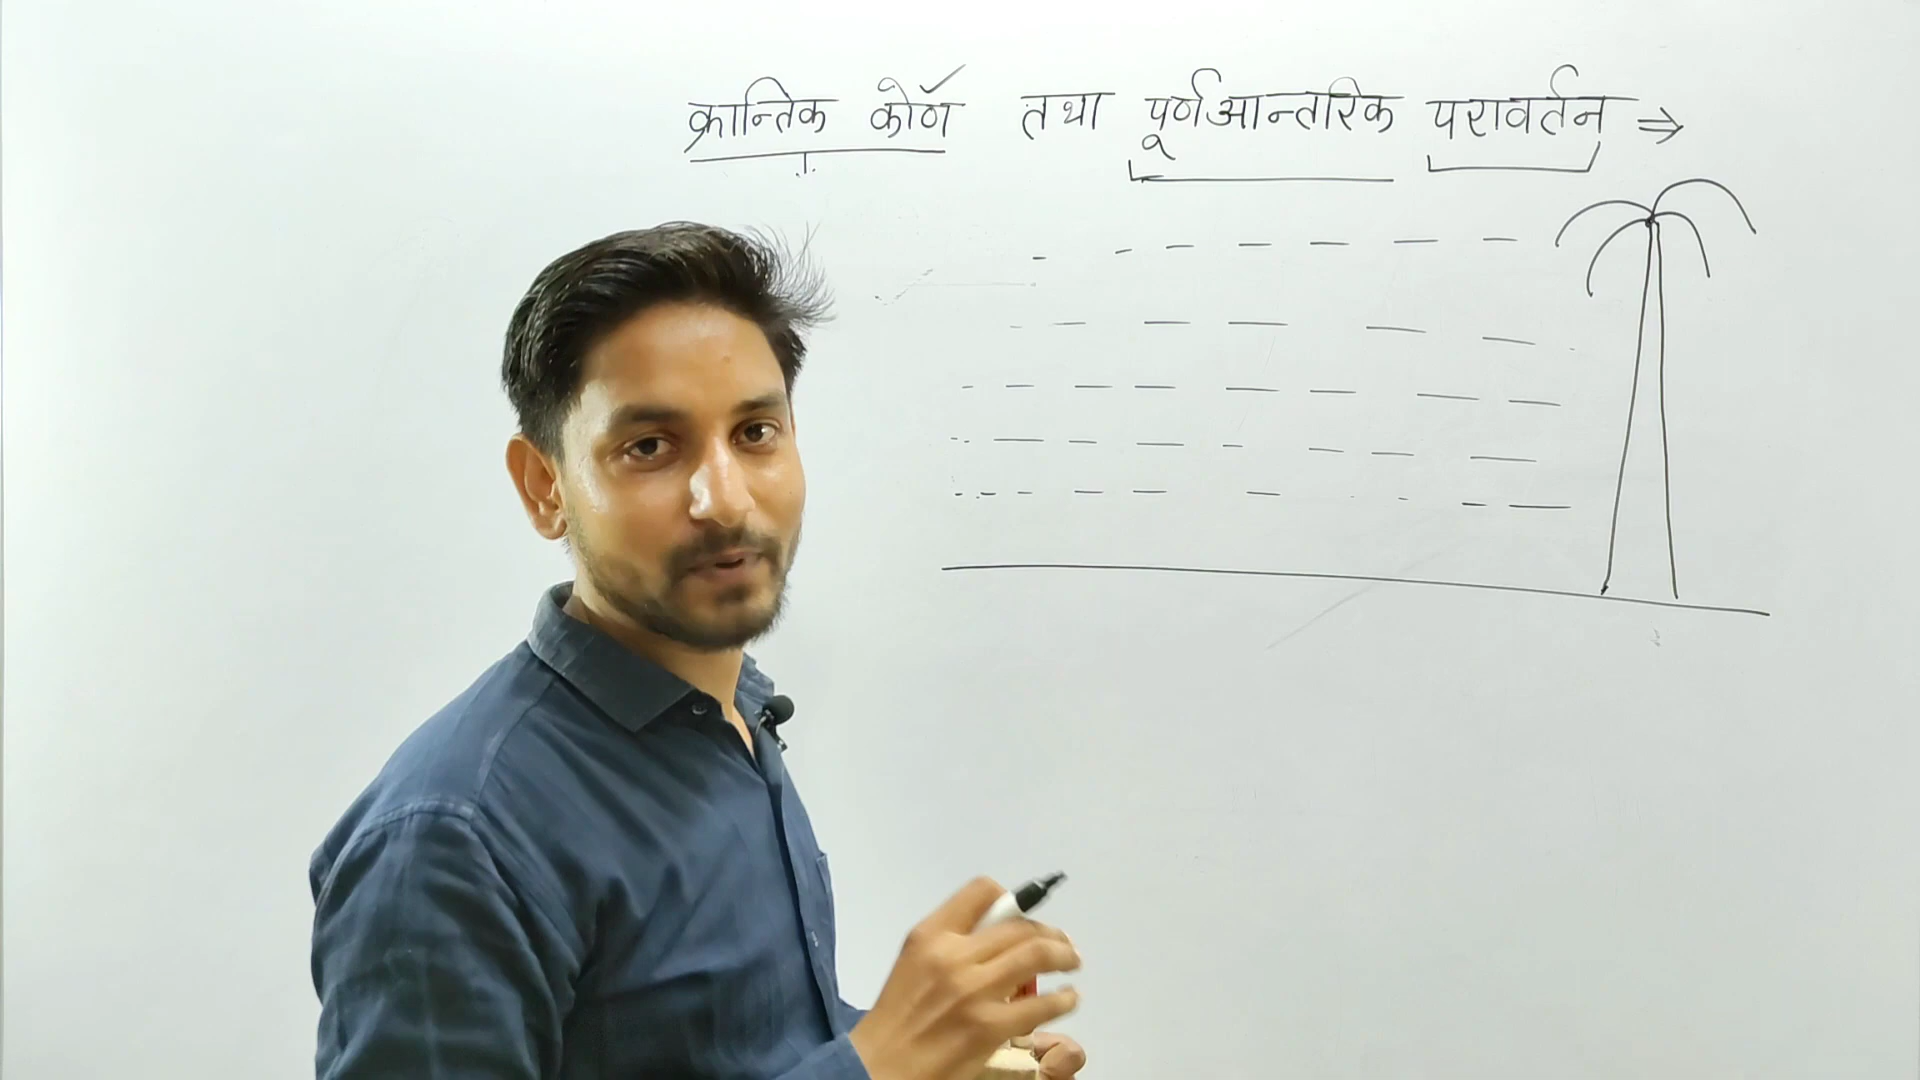 क्रान्तिक कोण तथा पूर्णआन्तरिक परावर्तन ⇒